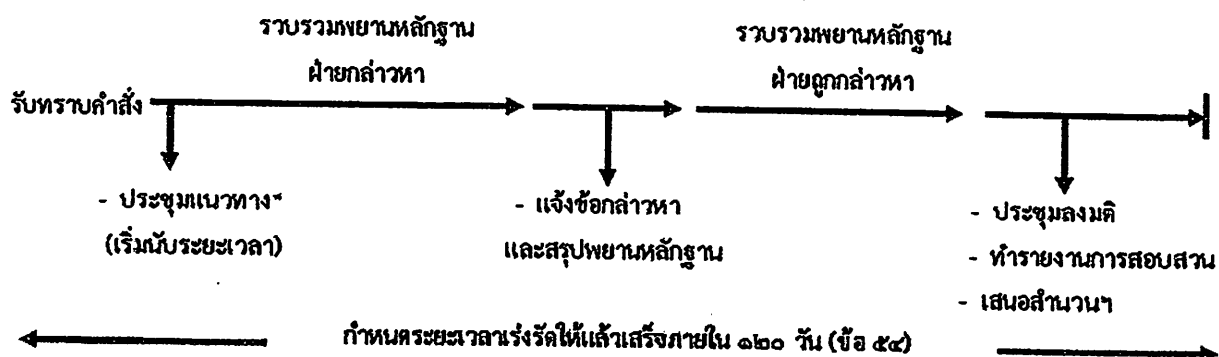 รวบรวมพยานหลักฐาน
ฝ่ายกล่าวหา
รวบรวมพยานหลักฐาน
ฝ่ายถูกกล่าวหา
รับทราบคำสั่ง
- ประชุมแนวทาง
(เริ่มนับระยะเวลา)
- แจ้งข้อกล่าวหา
และสรุปพยานหลักฐาน
- ประชุมลงมติ
- ทำรายงานการสอบสวน
- เสนอสำนวนฯ
กำหนดระยะเวลาเร่งรัดให้แล้วเสร็จภายใน ๑๒๐ วัน (ข้อ ๕๔)